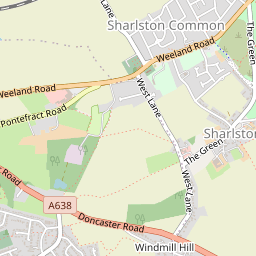 Lane
Sharlston Common
The Green
Weeland Road
Weeland Road
West Lane
Pontefract Road
Sharlston
The Green
Road
West Lane
A638
Doncaster Road
Windmill Hill